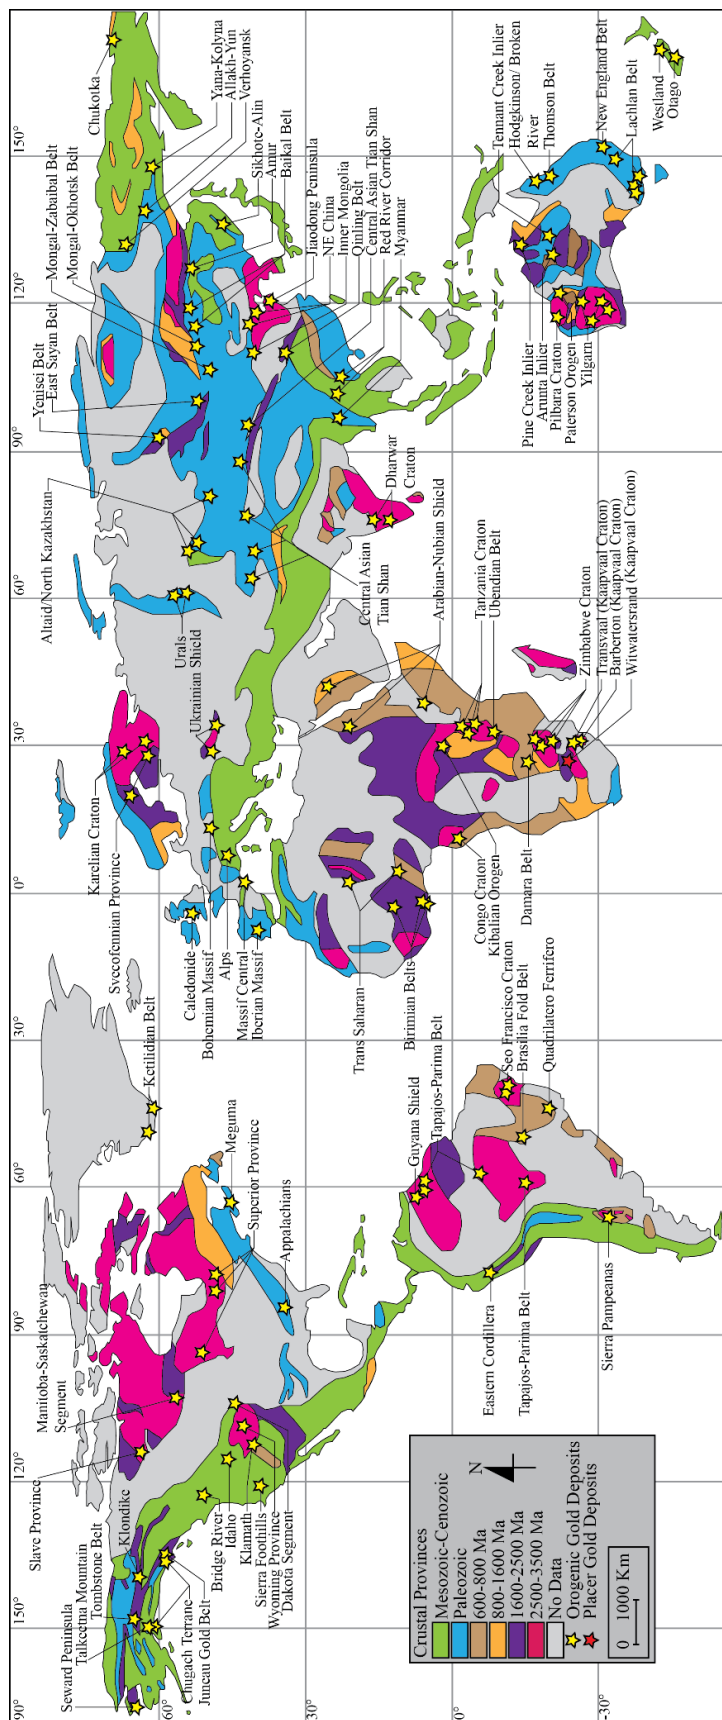 Seward Peninsula
Talkeetna Mountain
Tombstone Belt
Klondike
Slave Province
Manitoba-Saskatchewan
Segment
Ketilidian Belt
Svecofennian Province
Karelian Craton
Altaid/North Kazakhstan
Yenisei Belt
East Sayan Belt
Mongal-Zabaibal Belt
Mongal-Okhotsk Belt
Chukotka
90°
150°
120°
90°
60°
30°
0°
30°
60°
90°
120°
150°
60°
Chugach Terrane
Juneau Gold Belt
Bridge River
Idaho
Klamath
Sierra Foothills
Wyoming Province
Dakota Segment
Meguma
Superior Province
Appalachians
Caledonide
Bohemian Massif
Alps
Massif Central
Iberian Massif
Urals
Ukrainian Shield
Yana-Kolyna
Allakh-Yun
Verhoyansk
Sikhote-Alin
Amur
Baikal Belt
Jiaodong Peninsula
NE China
Inner Mongolia
Qinling Belt
Central Asian Tian Shan
Red River Corridor
Myanmar
30°
Trans Saharan
Birimian Belts
Central Asian
Tian Shan
Dharwar
Craton
Arabian-Nubian Shield
Guyana Shield
Tapajos-Parima Belt
Tanzania Craton
Ubendian Belt
0°
Eastern Cordillera
Tapajos-Parima Belt
Seo Francisco Craton
Brasilia Fold Belt
Quadrilatero Ferrifero
Congo Craton
Kibalian Orogen
Damara Belt
Zimbabwe Craton
Transvaal (Kaapvaal Craton)
Barberton (Kaapvaal Craton)
Witwatersrand (Kaapvaal Craton)
Tennant Creek Inlier
Hodgkinson/ Broken
River
Thomson Belt
New England Belt
Lachlan Belt
Westland
Otago
Pine Creek Inlier
Arunta Inlier
Pilbara Craton
Paterson Orogen
Yilgarn
-30°
Sierra Pampeanas
Crustal Provinces
Mesozoic-Cenozoic
Paleozoic
600-800 Ma
800-1600 Ma
1600-2500 Ma
2500-3500 Ma
No Data
Orogenic Gold Deposits
Placer Gold Deposits
N
0 1000 Km